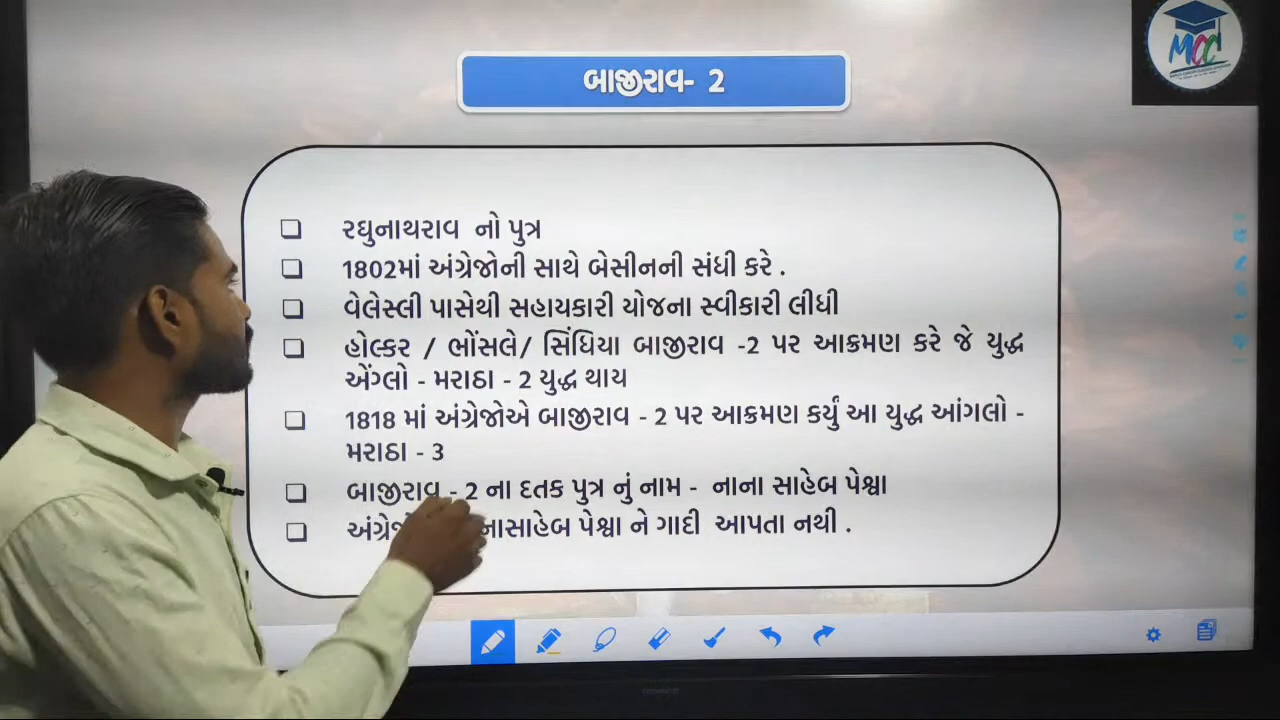 MCC
બાજીરાવ- 2
રઘુનાથરાવ નો પુત્ર
1802માં અંગ્રેજોની સાથે બેસીનની સંધી કરે .
વેલેસ્લી પાસેથી સહાયકારી યોજના સ્વીકારી લીધી
હોલ્કર / ભોંસલે/ સિંધિયા બાજીરાવ -2 પર આક્રમણ કરે જે યુદ્ધ
એંગ્લો - મરાઠા - 2 યુદ્ધ થાય
1818 માં અંગ્રેજોએ બાજીરાવ - 2 પર આક્રમણ કર્યું આ યુદ્ધ આંગલો -
મરાઠા - 3
બાજીરાવ - 2 ના દતક પુત્ર નું નામ - નાના સાહેબ પેશ્વા
પેશ્વા ને ગાદી આપતા નથી .